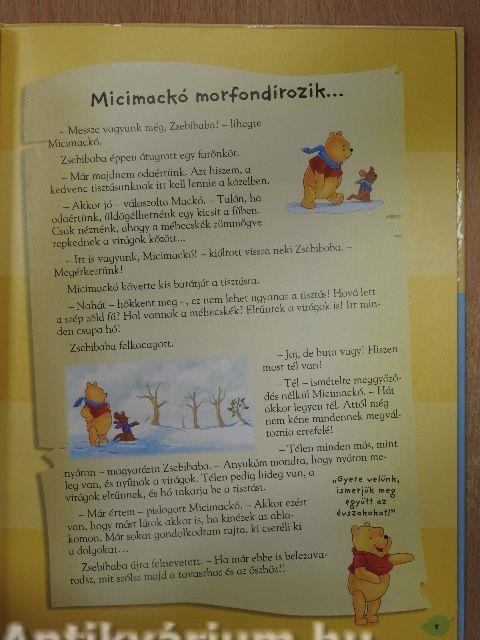 Micimackó morfondírozik...
– Messze vagyunk még, Zsebibaba? – lihegte
Micimackó.
Zsebibaba éppen átugrott egy farönkör.
– Már majdnem odaértünk. Azt hiszem, a
kedvenc tisztásunknak itt kell lennie a közelben.
– Akkor jó – válaszolta Mackó. – Talán, ha
odaértünk, üldögélhetnénk egy kicsit a fűben.
Csak néznénk, ahogy a méhecskék zümmögve
repkednek a virágok között...
– Itt is vagyunk, Micimackó! – kiáltott vissza neki Zsebibaba. –
Megérkeztünk!
Micimackó követte kis barátját a tisztásra.
– Nahát – hökkent meg –, ez nem lehet ugyanaz a tisztás! Hová lett
a szép zöld fű? Hol vannak a méhecskék? Eltűntek a virágok is! Itt min-
den csupa hó!
Zsebibaba felkacagott.
– Jaj, de buta vagy! Hiszen
most tél van!
– Tél – ismételte meggyőző-
dés nélkül Micimackó. – Hát
akkor legyen tél. Attól még
nem kéne mindennek megvál-
toznia errefelé!
– Télen minden más, mint
nyáron – magyarázta Zsebibaba. – Anyukám mondta, hogy nyáron me-
leg van, és nyílnak a virágok. Télen pedig hideg van, a
virágok eltűnnek, és hó takarja be a tisztást.
– Már értem – pislogott Micimackó. – Akkor ezért
van, hogy mást látok akkor is, ha kinézek az abla-
komon. Már sokat gondolkodtam rajta, ki cseréli ki
a dolgokat...
Zsebibaba újra felnevetett. – Ha már ebbe is belezava-
rodsz, mit szólsz majd a tavaszhoz és az őszhöz?!
„Gyere velünk,
ismerjük meg
együtt az
évszakokat!"
5
Antikvárium.hu